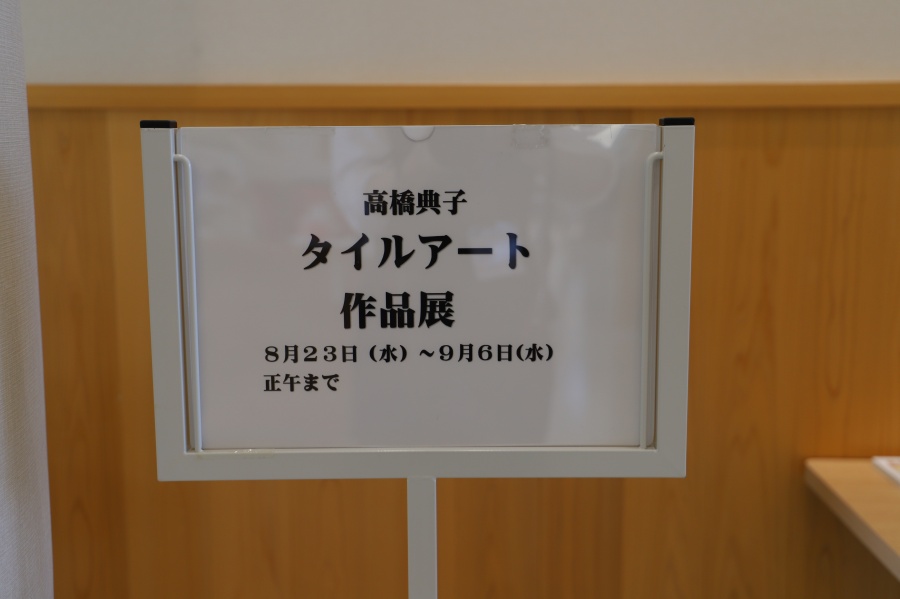 高橋典子
タイルアート
作品展
８月２３日（水）～９月６日(水)
正午まで